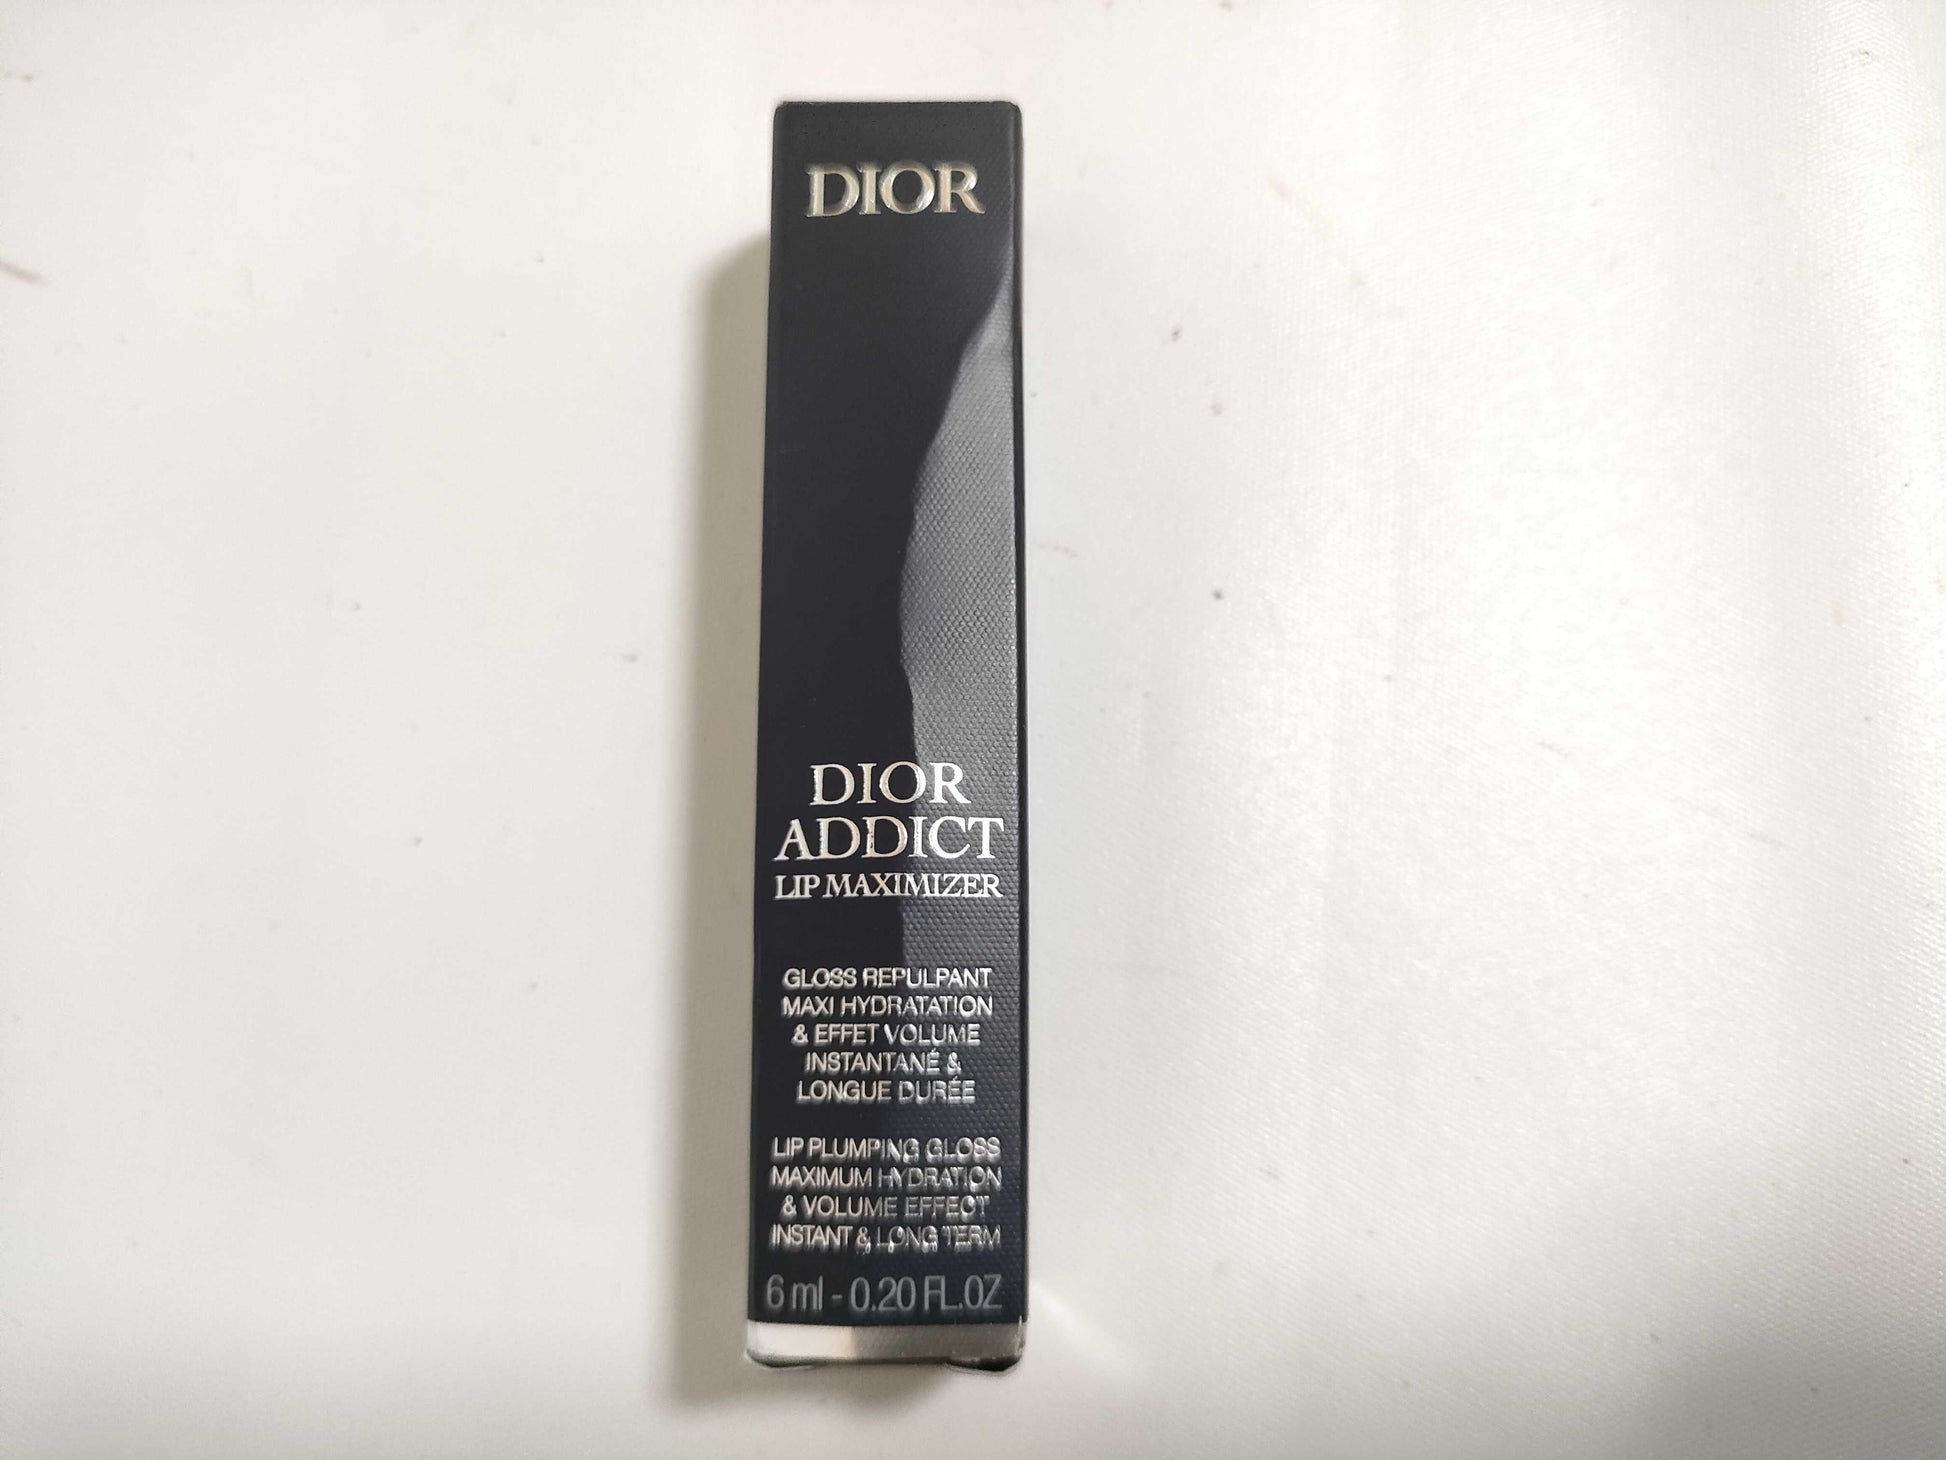 DIOR
DIOR
ADDICT
LIP MAXIMIZER
GLOSS REPULPANT
MAXI HYDRATATION
& EFFET VOLUME
INSTANTANÉ &
LONGUE DURÉE
LIP PLUMPING GLOSS
MAXIMUM HYDRATION
& VOLUME EFFECT
INSTANT & LONG TERM
6 ml - 0.20 FL.OZ